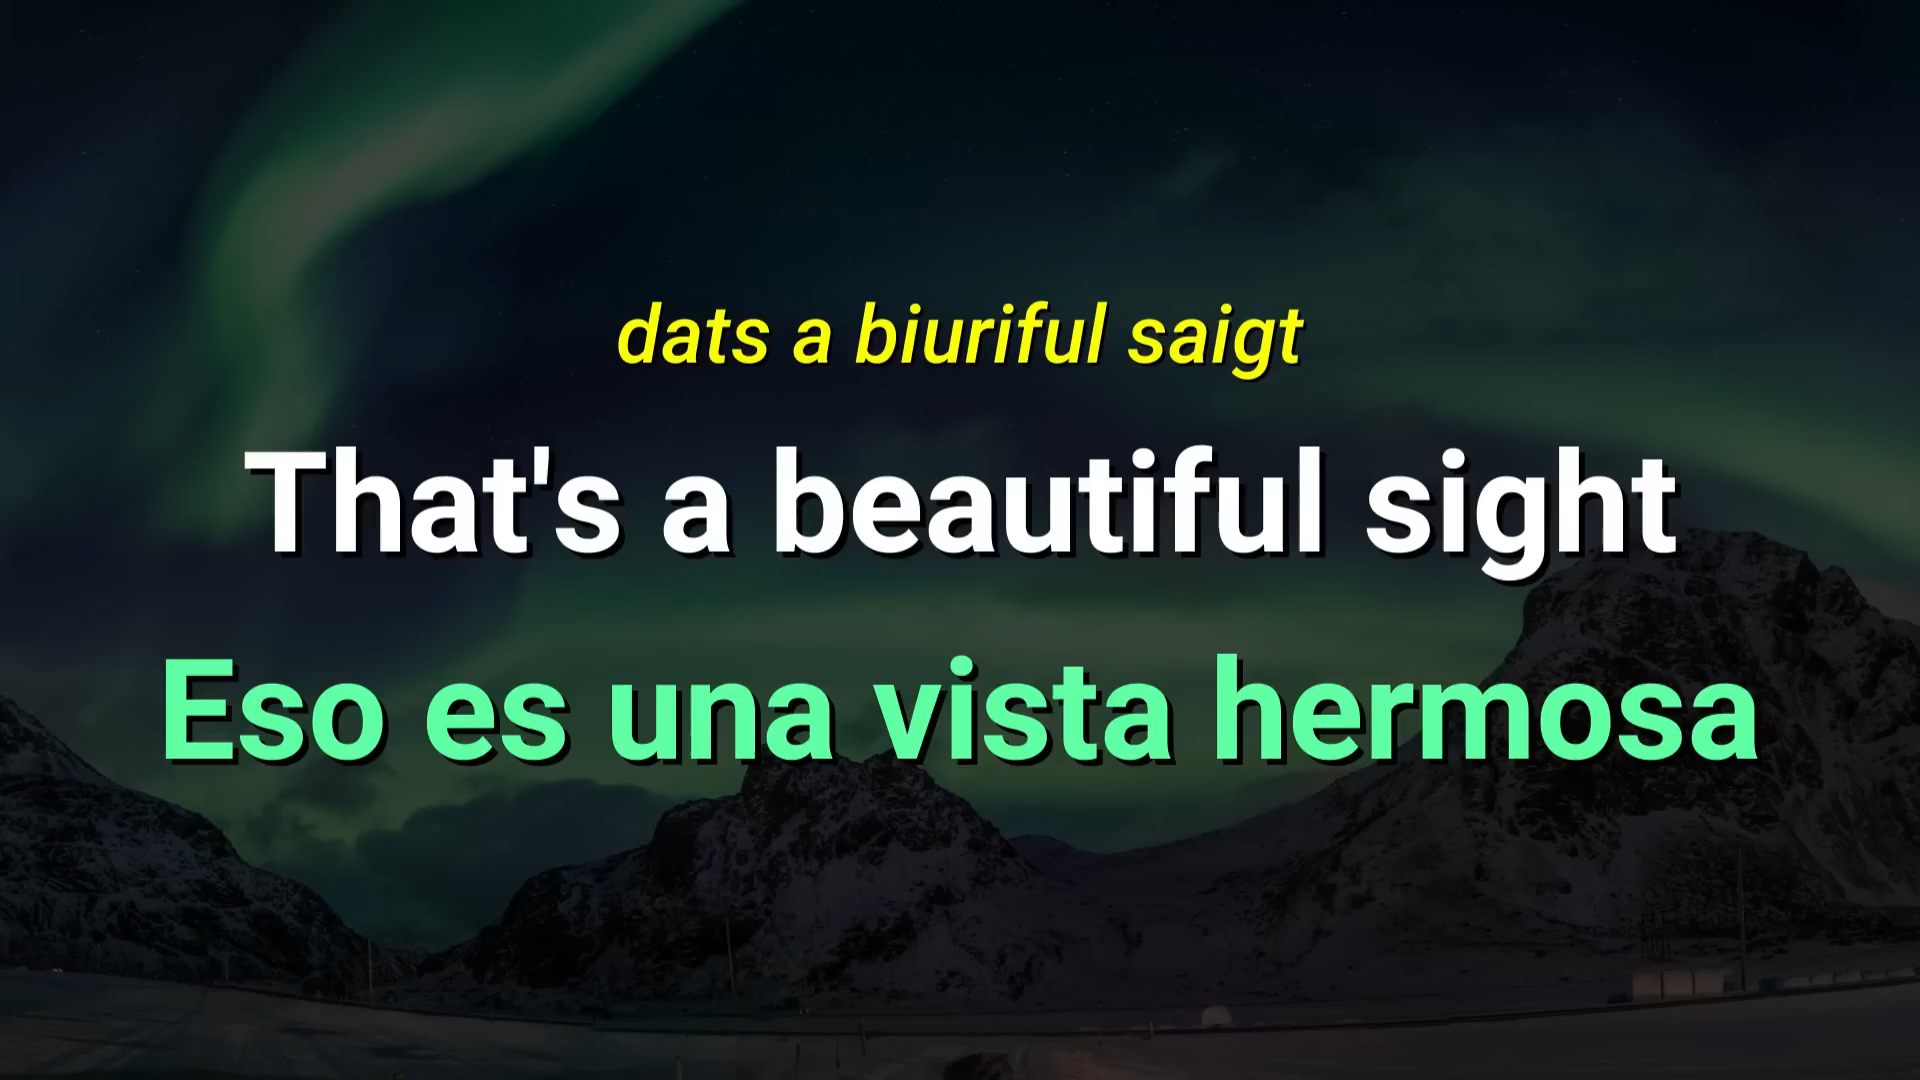 dats a biuriful saigt
That's a beautiful sight
Eso es una vista hermosa